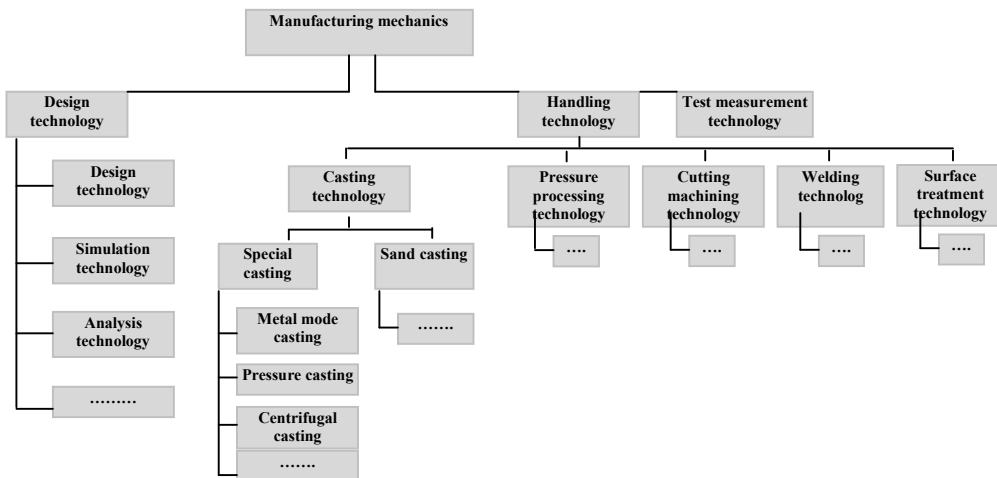 Manufacturing mechanics
Design
technology
Handling
technology
Test measurement
technology
Design
technology
Simulation
technology
Analysis
technology
………
Casting
technology
Pressure
processing
technology
Cutting
machining
technology
Welding
technolog
Surface
treatment
technology
….
….
….
….
Special
casting
Sand casting
Metal mode
casting
Pressure casting
Centrifugal
casting
…….
…….